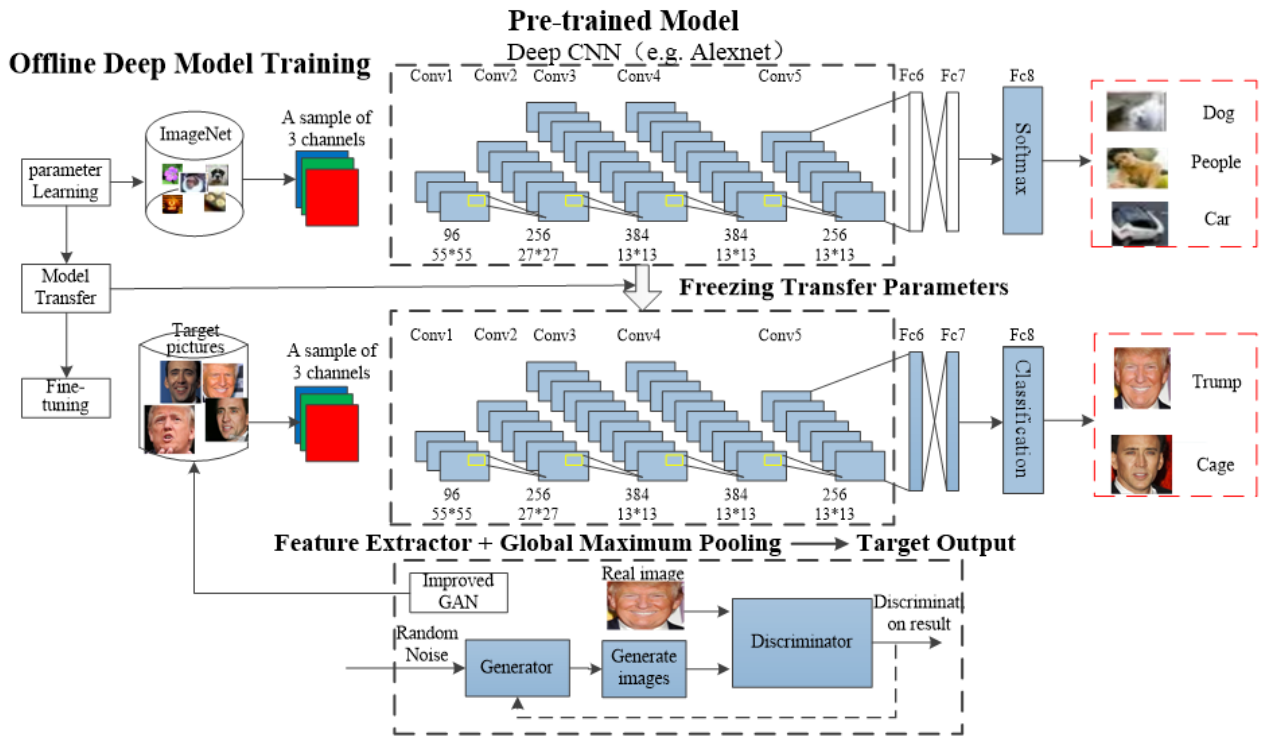 Pre-trained Model
Deep CNN（e.g. Alexnet）
Offline Deep Model Training
Conv1 Conv2 Conv3 Conv4 Conv5 Fc6 Fc7 Fc8
ImageNet
A sample of
3 channels
parameter
Learning
Softmax
Dog
People
Car
96 256 384 384 256
55*55 27*27 13*13 13*13 13*13
Model
Transfer
Freezing Transfer Parameters
Conv1 Conv2 Conv3 Conv4 Conv5 Fc6 Fc7 Fc8
Target
pictures
A sample of
3 channels
Fine-
tuning
Classification
Trump
Cage
96 256 384 384 256
55*55 27*27 13*13 13*13 13*13
Feature Extractor + Global Maximum Pooling Target Output
Improved
GAN
Real image
Random
Noise
Generator
Generate
images
Discriminator
Discriminati
on result